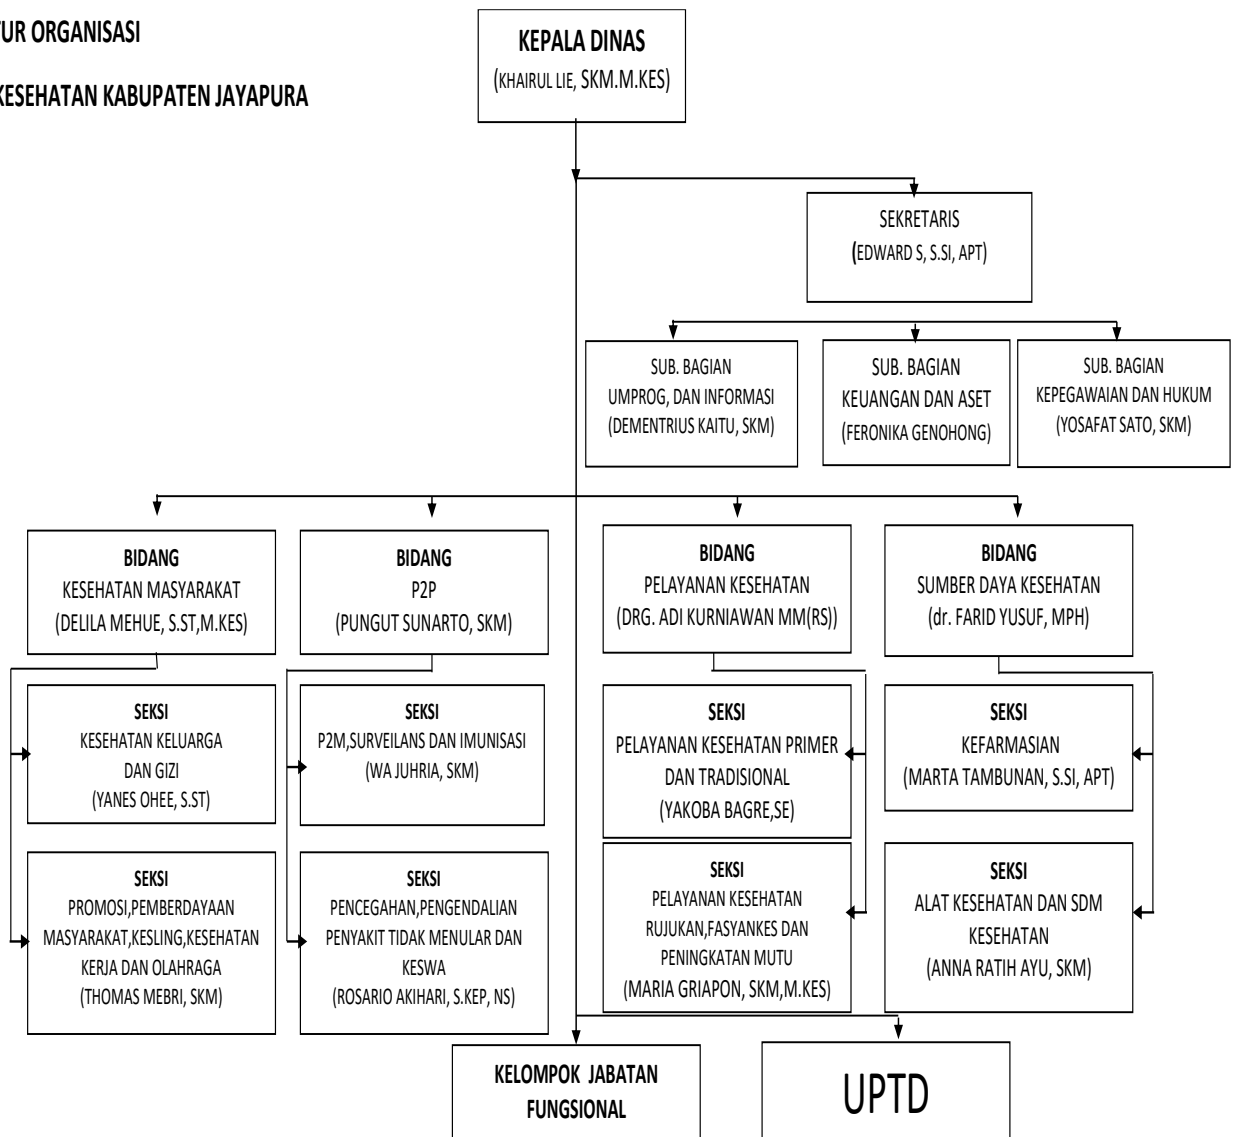 TUR ORGANISASI
KESEHATAN KABUPATEN JAYAPURA
KEPALA DINAS
(KHAIRUL LIE, SKM.M.KES)
SEKRETARIS
(EDWARD S, S.SI, APT)
SUB. BAGIAN
UMPROG, DAN INFORMASI
(DEMENTRIUS KAITU, SKM)
SUB. BAGIAN
KEUANGAN DAN ASET
(FERONIKA GENOHONG)
SUB. BAGIAN
KEPEGAWAIAN DAN HUKUM
(YOSAFAT SATO, SKM)
BIDANG
KESEHATAN MASYARAKAT
(DELILA MEHUE, S.ST,M.KES)
BIDANG
P2P
(PUNGUT SUNARTO, SKM)
BIDANG
PELAYANAN KESEHATAN
(DRG. ADI KURNIAWAN MM(RS))
BIDANG
SUMBER DAYA KESEHATAN
(dr. FARID YUSUF, MPH)
SEKSI
KESEHATAN KELUARGA
DAN GIZI
(YANES OHEE, S.ST)
SEKSI
P2M,SURVEILANS DAN IMUNISASI
(WA JUHRIA, SKM)
SEKSI
PELAYANAN KESEHATAN PRIMER
DAN TRADISIONAL
(YAKOBA BAGRE,SE)
SEKSI
KEFARMASIAN
(MARTA TAMBUNAN, S.SI, APT)
SEKSI
PROMOSI,PEMBERDAYAAN
MASYARAKAT,KESLING,KESEHATAN
KERJA DAN OLAHRAGA
(THOMAS MEBRI, SKM)
SEKSI
PENCEGAHAN,PENGENDALIAN
PENYAKIT TIDAK MENULAR DAN
KESWA
(ROSARIO AKIHARI, S.KEP, NS)
SEKSI
PELAYANAN KESEHATAN
RUJUKAN,FASYANKES DAN
PENINGKATAN MUTU
(MARIA GRIAPON, SKM,M.KES)
SEKSI
ALAT KESEHATAN DAN SDM
KESEHATAN
(ANNA RATIH AYU, SKM)
KELOMPOK JABATAN
FUNGSIONAL
UPTD